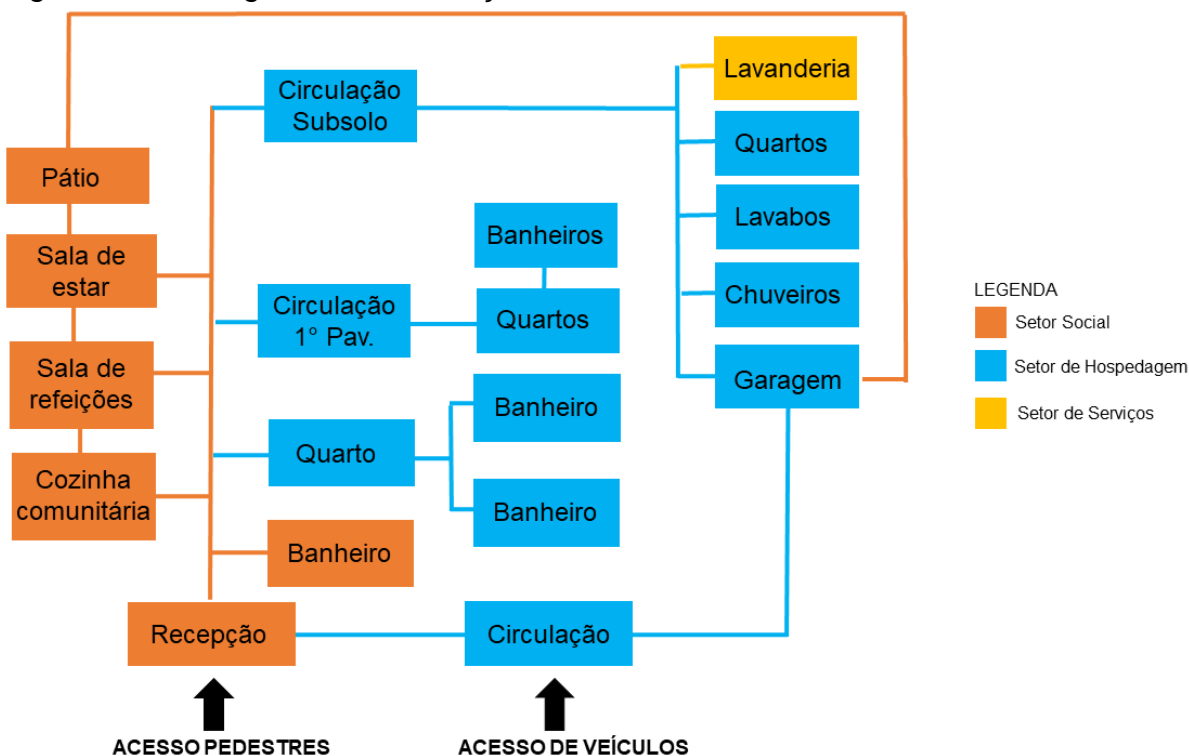 Lavanderia
Circulação
Subsolo
Quartos
Pátio
Lavabos
Banheiros
Sala de
estar
Chuveiros
Circulação
1° Pav.
Quartos
LEGENDA
Setor Social
Sala de
refeições
Garagem
Setor de Hospedagem
Banheiro
Setor de Serviços
Quarto
Cozinha
comunitária
Banheiro
Banheiro
Recepção
Circulação
ACESSO PEDESTRES
ACESSO DE VEÍCULOS